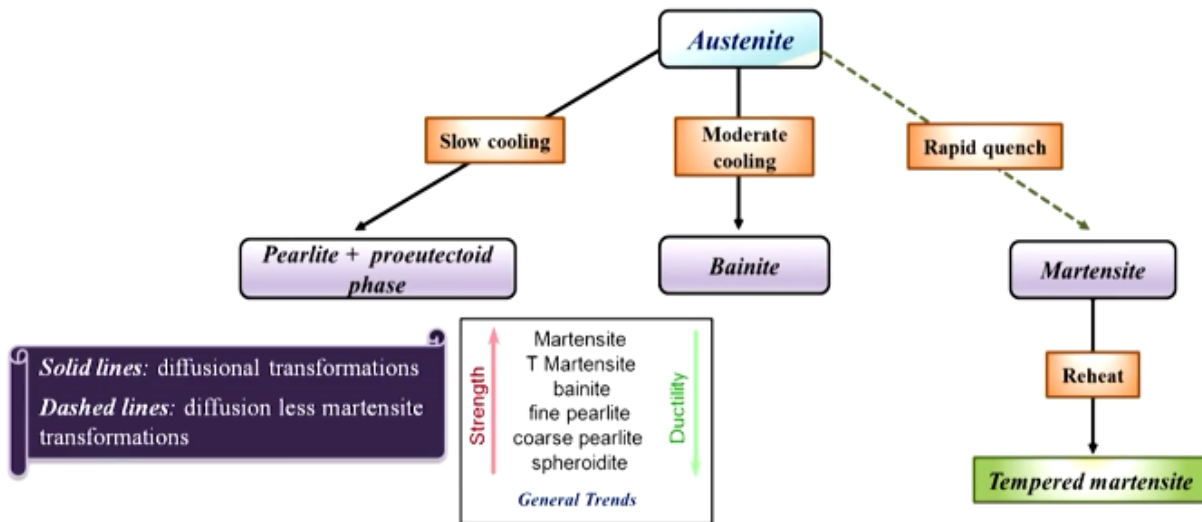 Austenite
Slow cooling
Moderate
cooling
Rapid quench
Pearlite + proeutectoid
phase
Bainite
Martensite
Solid lines: diffusional transformations
Dashed lines: diffusion less martensite
transformations
Strength
Martensite
T Martensite
bainite
fine pearlite
coarse pearlite
spheroidite
Ductility
General Trends
Reheat
Tempered martensite